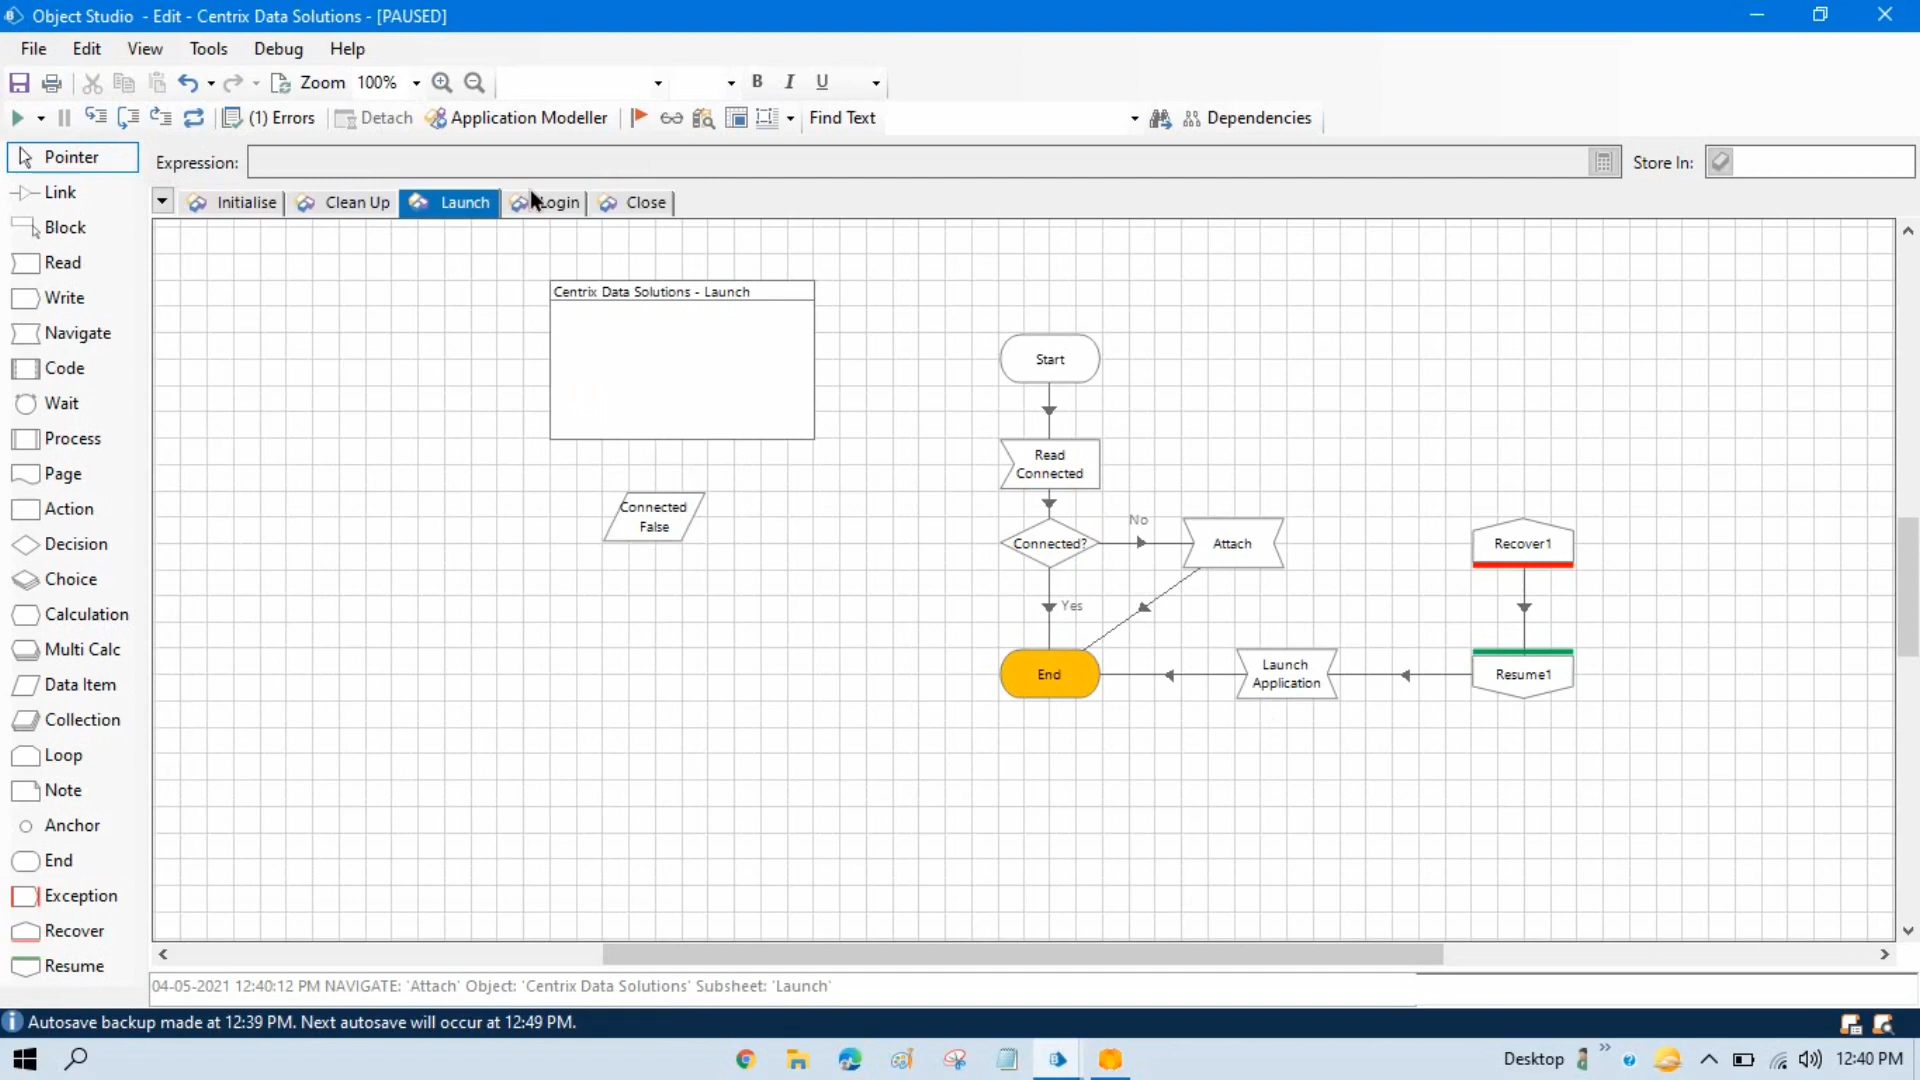 Object Studio - Edit - Centrix Data Solutions - [PAUSED]
File Edit View Tools Debug Help
Zoom 100% B I U
(1) Errors Detach Application Modeller Find Text Dependencies
Pointer
Expression: Store In:
Link
Initialise Clean Up Launch Login Close
Block
Read
Write
Navigate
Code
Wait
Process
Page
Action
Decision
Choice
Calculation
Multi Calc
Data Item
Collection
Loop
Note
Anchor
End
Exception
Recover
Resume
Centrix Data Solutions - Launch
Connected
False
Start
Read
Connected
Connected?
No
Attach
Yes
End
Launch
Application
Recover1
Resume1
04-05-2021 12:40:12 PM NAVIGATE: 'Attach' Object: 'Centrix Data Solutions' Subsheet: 'Launch'
Autosave backup made at 12:39 PM. Next autosave will occur at 12:49 PM.
Desktop 12:40 PM